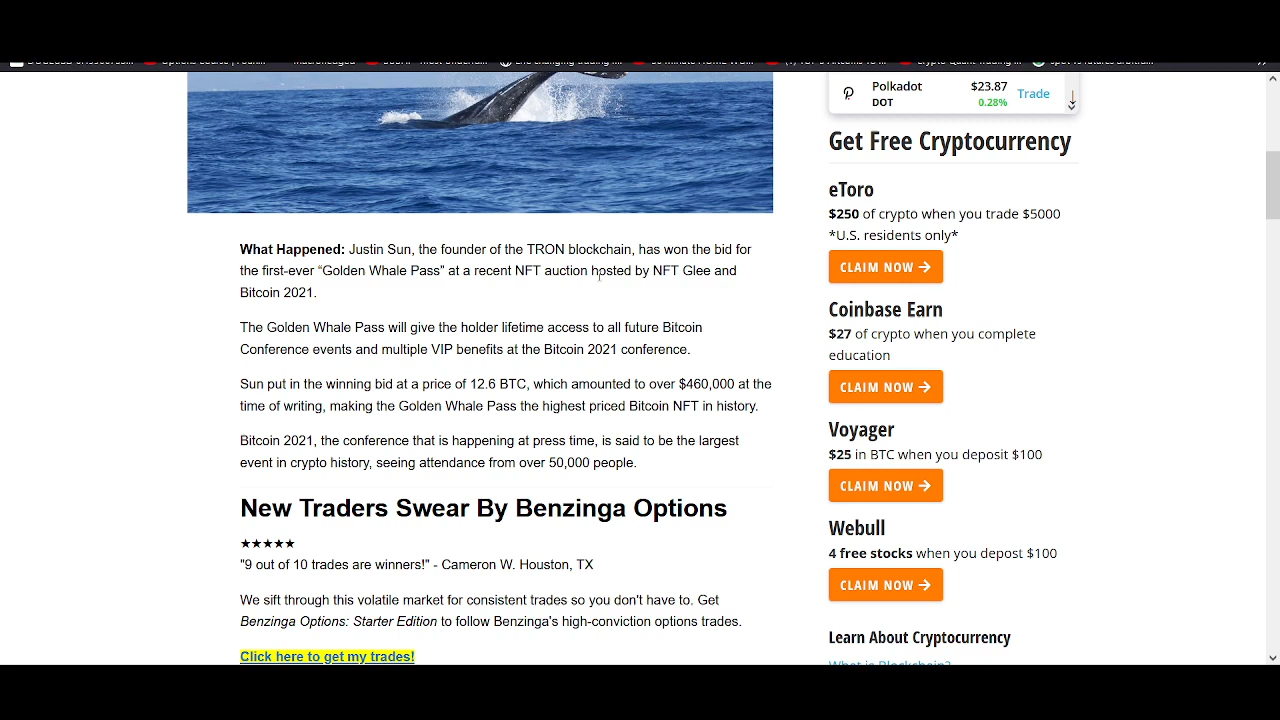 Polkadot
$23.87
Trade
DOT
0.28%
Get Free Cryptocurrency
eToro
$250 of crypto when you trade $5000
*U.S. residents only*
CLAIM NOW →
Coinbase Earn
$27 of crypto when you complete
education
CLAIM NOW →
Voyager
$25 in BTC when you deposit $100
CLAIM NOW →
Webull
4 free stocks when you depost $100
CLAIM NOW →
Learn About Cryptocurrency
What is Blockchain?
What Happened: Justin Sun, the founder of the TRON blockchain, has won the bid for
the first-ever “Golden Whale Pass” at a recent NFT auction hosted by NFT Glee and
Bitcoin 2021.
The Golden Whale Pass will give the holder lifetime access to all future Bitcoin
Conference events and multiple VIP benefits at the Bitcoin 2021 conference.
Sun put in the winning bid at a price of 12.6 BTC, which amounted to over $460,000 at the
time of writing, making the Golden Whale Pass the highest priced Bitcoin NFT in history.
Bitcoin 2021, the conference that is happening at press time, is said to be the largest
event in crypto history, seeing attendance from over 50,000 people.
New Traders Swear By Benzinga Options
★★★★★
"9 out of 10 trades are winners!" - Cameron W. Houston, TX
We sift through this volatile market for consistent trades so you don't have to. Get
Benzinga Options: Starter Edition to follow Benzinga's high-conviction options trades.
Click here to get my trades!